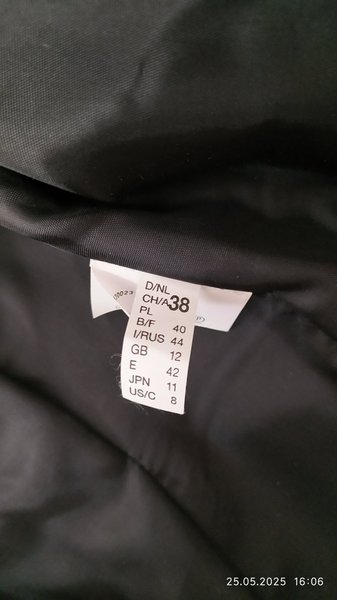 D/NL
CH/A 38
PL
B/F 40
I/RUS 44
GB 12
E 42
JPN 11
US/C 8
25.05.2025 16:06